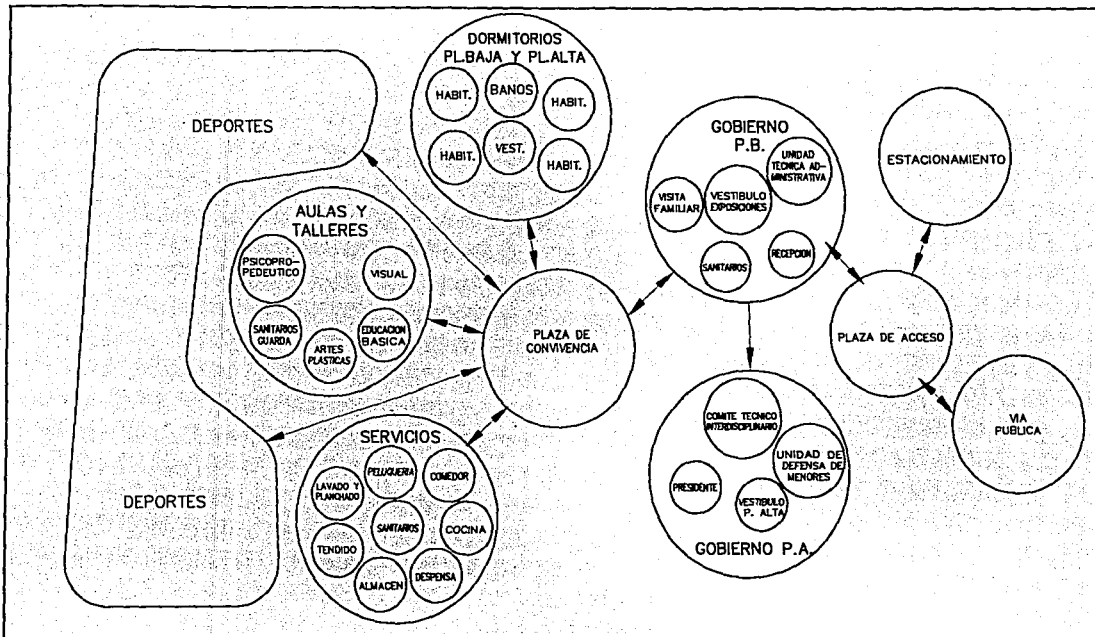 DEPORTES
DORMITORIOS
PL.BAJA Y PL.ALTA
HABIT.
BANOS
HABIT.
HABIT.
VEST.
HABIT.
AULAS Y
TALLERES
PSICOPRO-
PEDEUTICO
VISUAL
SANITARIOS
GUARDA
ARTES
PLASTICAS
EDUCACION
BASICA
DEPORTES
SERVICIOS
PELUQUERIA
COMEDOR
LAVADO Y
PLANCHADO
SANITARIOS
COCINA
TENDIDO
ALMACEN
DESPENSA
PLAZA DE
CONVIVENCIA
GOBIERNO
P.B.
UNIDAD
TECNICA AD-
MINISTRATIVA
VISITA
FAMILIAR
VESTIBULO
EXPOSICIONES
SANITARIOS
RECEPCION
COMITE TECNICO
INTERDISCIPLINARIO
UNIDAD DE
DEFENSA DE
MENORES
PRESIDENTE
VESTIBULO
P. ALTA
GOBIERNO P.A.
ESTACIONAMIENTO
PLAZA DE ACCESO
VIA
PUBLICA